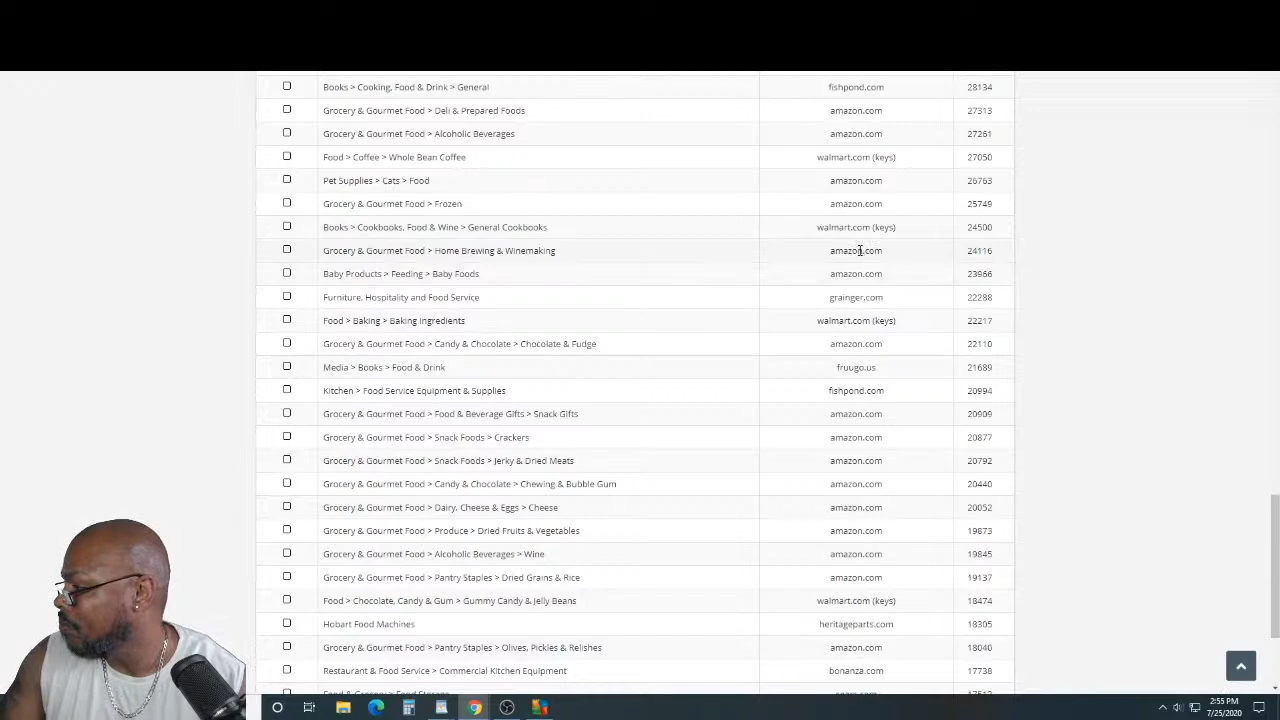 Books > Cooking, Food & Drink > General fishpond.com 28134
Grocery & Gourmet Food > Deli & Prepared Foods amazon.com 27313
Grocery & Gourmet Food > Alcoholic Beverages amazon.com 27261
Food > Coffee > Whole Bean Coffee walmart.com (keys) 27050
Pet Supplies > Cats > Food amazon.com 26763
Grocery & Gourmet Food > Frozen amazon.com 25749
Books > Cookbooks, Food & Wine > General Cookbooks walmart.com (keys) 24500
Grocery & Gourmet Food > Home Brewing & Winemaking amazon.com 24116
Baby Products > Feeding > Baby Foods amazon.com 23966
Furniture, Hospitality and Food Service grainger.com 22288
Food > Baking > Baking Ingredients walmart.com (keys) 22217
Grocery & Gourmet Food > Candy & Chocolate > Chocolate & Fudge amazon.com 22110
Media > Books > Food & Drink fruugo.us 21689
Kitchen > Food Service Equipment & Supplies fishpond.com 20994
Grocery & Gourmet Food > Food & Beverage Gifts > Snack Gifts amazon.com 20909
Grocery & Gourmet Food > Snack Foods > Crackers amazon.com 20877
Grocery & Gourmet Food > Snack Foods > Jerky & Dried Meats amazon.com 20792
Grocery & Gourmet Food > Candy & Chocolate > Chewing & Bubble Gum amazon.com 20440
Grocery & Gourmet Food > Dairy, Cheese & Eggs > Cheese amazon.com 20052
Grocery & Gourmet Food > Produce > Dried Fruits & Vegetables amazon.com 19873
Grocery & Gourmet Food > Alcoholic Beverages > Wine amazon.com 19845
Grocery & Gourmet Food > Pantry Staples > Dried Grains & Rice amazon.com 19137
Food > Chocolate, Candy & Gum > Gummy Candy & Jelly Beans walmart.com (keys) 18474
Hobart Food Machines heritageparts.com 18305
Grocery & Gourmet Food > Pantry Staples > Olives, Pickles & Relishes amazon.com 18040
Restaurant & Food Service > Commercial Kitchen Equipment bonanza.com 17738
2:55 PM
7/25/2020